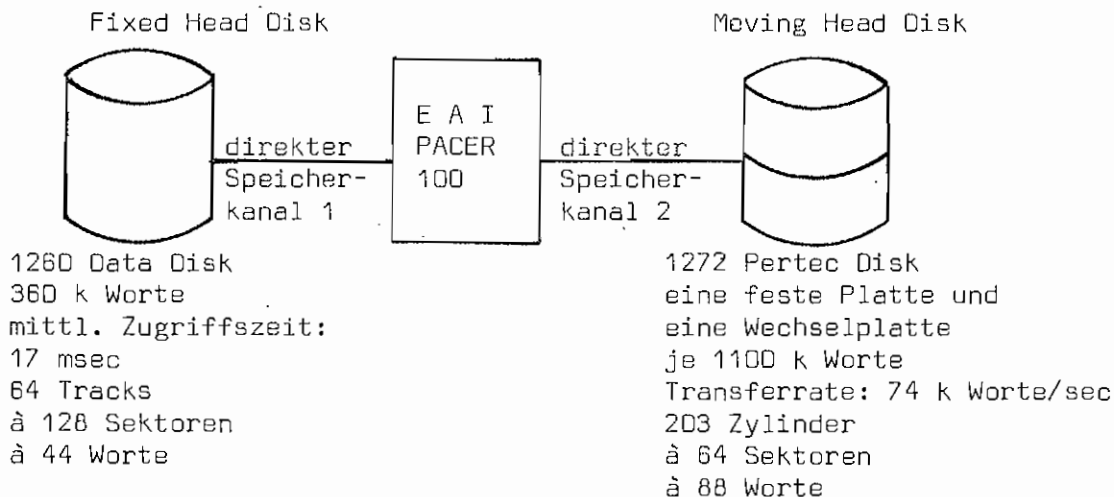 Fixed Head Disk
Moving Head Disk
E A I
PACER
100
direkter
Speicher-
kanal 1
direkter
Speicher-
kanal 2
1260 Data Disk
360 k Worte
mittl. Zugriffszeit:
17 msec
64 Tracks
à 128 Sektoren
à 44 Worte
1272 Pertec Disk
eine feste Platte und
eine Wechselplatte
je 1100 k Worte
Transferrate: 74 k Worte/sec
203 Zylinder
à 64 Sektoren
à 88 Worte